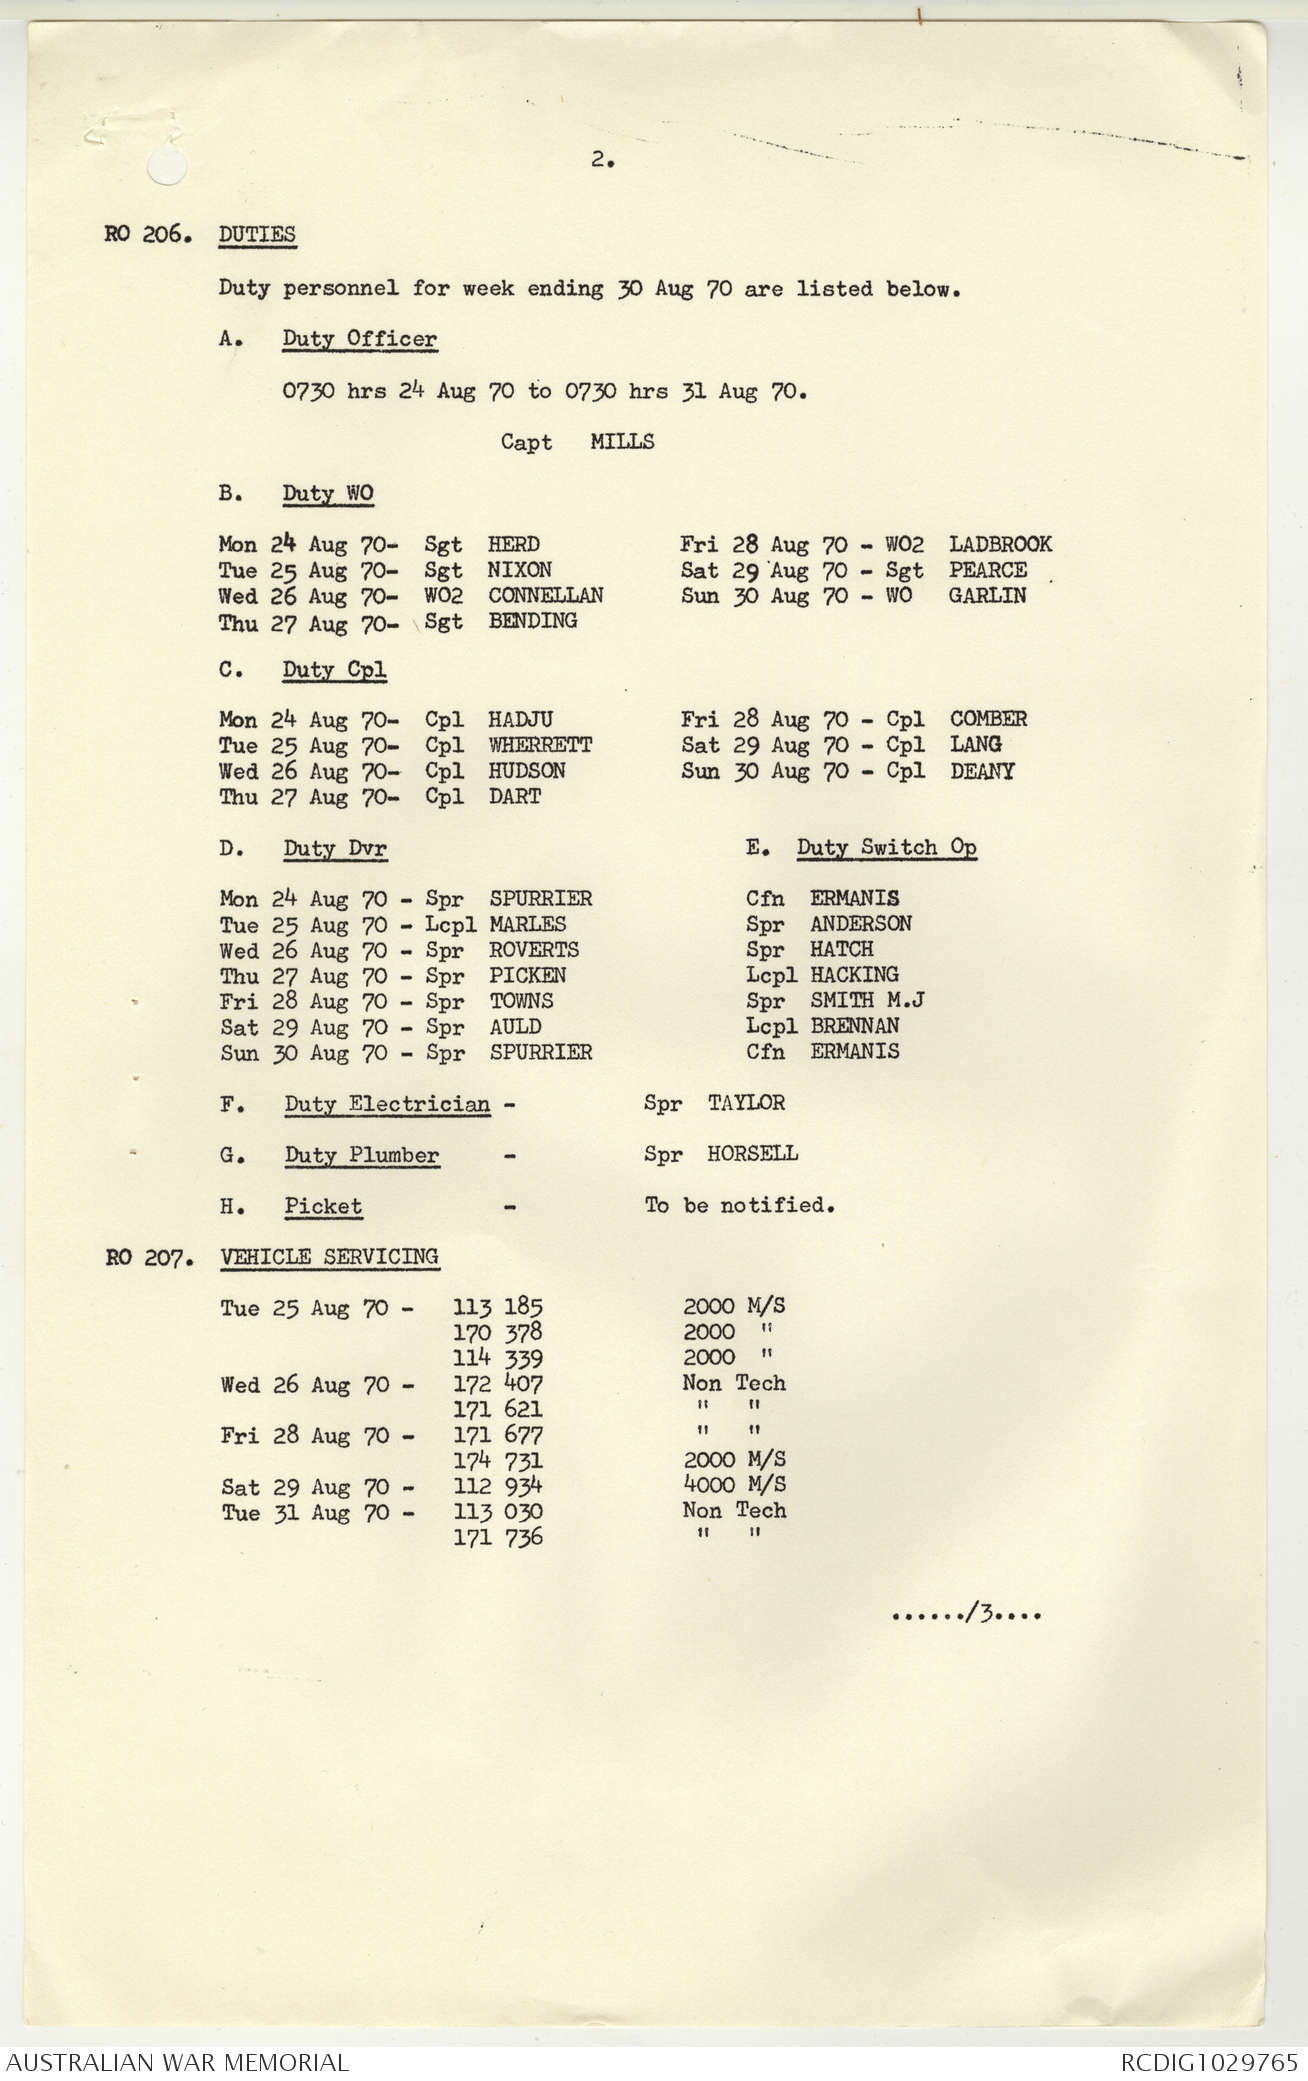 2.
RO 206. DUTIES
Duty personnel for week ending 30 Aug 70 are listed below.
A. Duty Officer
0730 hrs 24 Aug 70 to 0730 hrs 31 Aug 70.
Capt MILLS
B. Duty WO
Mon 24 Aug 70- Sgt HERD Fri 28 Aug 70 - WO2 LADBROOK
Tue 25 Aug 70- Sgt NIXON Sat 29 Aug 70 - Sgt PEARCE
Wed 26 Aug 70- WO2 CONNELLAN Sun 30 Aug 70 - WO GARLIN
Thu 27 Aug 70- Sgt BENDING
C. Duty Cpl
Mon 24 Aug 70- Cpl HADJU Fri 28 Aug 70 - Cpl COMBER
Tue 25 Aug 70- Cpl WHERRETT Sat 29 Aug 70 - Cpl LANG
Wed 26 Aug 70- Cpl HUDSON Sun 30 Aug 70 - Cpl DEANY
Thu 27 Aug 70- Cpl DART
D. Duty Dvr E. Duty Switch Op
Mon 24 Aug 70 - Spr SPURRIER Cfn ERMANIS
Tue 25 Aug 70 - Lcpl MARLES Spr ANDERSON
Wed 26 Aug 70 - Spr ROVERTS Spr HATCH
Thu 27 Aug 70 - Spr PICKEN Lcpl HACKING
Fri 28 Aug 70 - Spr TOWNS Spr SMITH M.J
Sat 29 Aug 70 - Spr AULD Lcpl BRENNAN
Sun 30 Aug 70 - Spr SPURRIER Cfn ERMANIS
F. Duty Electrician - Spr TAYLOR
G. Duty Plumber - Spr HORSELL
H. Picket - To be notified.
RO 207. VEHICLE SERVICING
Tue 25 Aug 70 - 113 185 2000 M/S
170 378 2000 "
114 339 2000 "
Wed 26 Aug 70 - 172 407 Non Tech
171 621 " "
Fri 28 Aug 70 - 171 677 " "
174 731 2000 M/S
Sat 29 Aug 70 - 112 934 4000 M/S
Tue 31 Aug 70 - 113 030 Non Tech
171 736 " "
....../3....
AUSTRALIAN WAR MEMORIAL RCDIG1029765